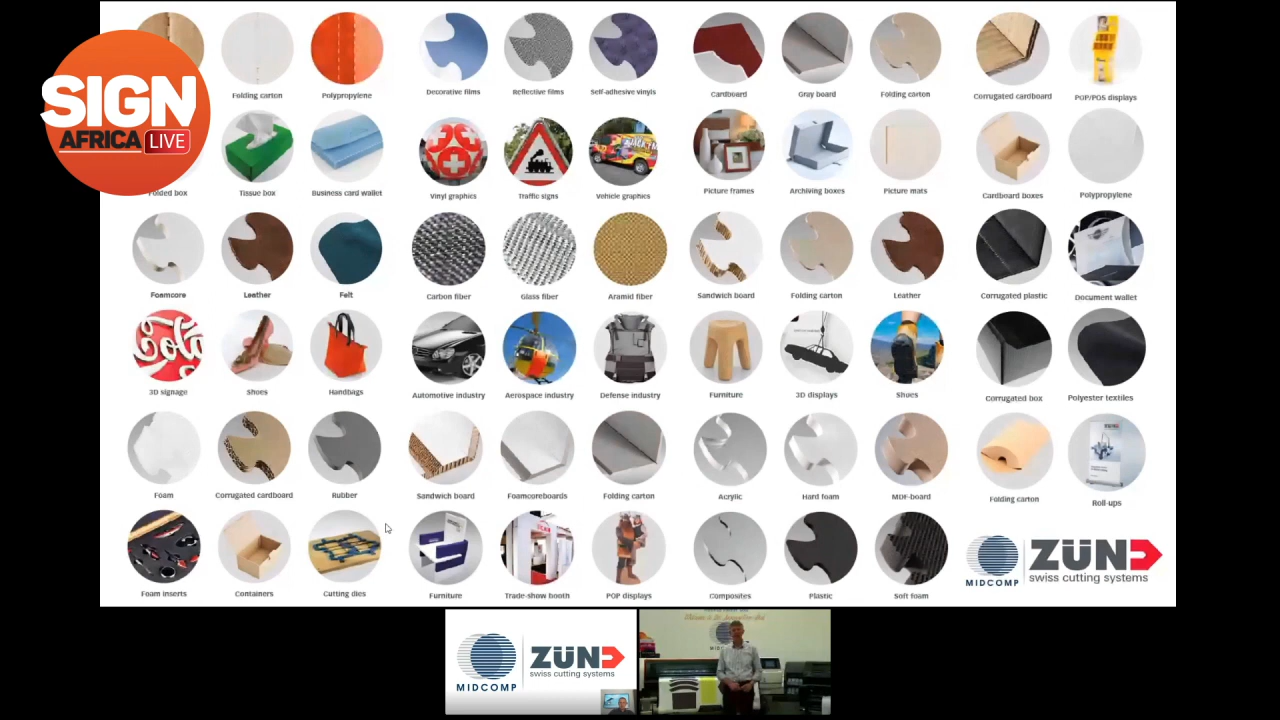 SIGN
AFRICA LIVE
Folding carton
Polypropylene
Decorative films
Reflective films
Self-adhesive vinyls
Cardboard
Gray board
Folding carton
Corrugated cardboard
POP/POS displays
Folded box
Tissue box
Business card wallet
Vinyl graphics
Traffic signs
Vehicle graphics
Picture frames
Archiving boxes
Picture mats
Cardboard boxes
Polypropylene
Foamcore
Leather
Felt
Carbon fiber
Glass fiber
Aramid fiber
Sandwich board
Folding carton
Leather
Corrugated plastic
Document wallet
3D signage
Shoes
Handbags
Automotive industry
Aerospace industry
Defense industry
Furniture
3D displays
Shoes
Corrugated box
Polyester textiles
Foam
Corrugated cardboard
Rubber
Sandwich board
Foamcoreboards
Folding carton
Acrylic
Hard foam
MDF-board
Folding carton
Roll-ups
Foam inserts
Containers
Cutting dies
Furniture
Trade-show booth
POP displays
Composites
Plastic
Soft foam
MIDCOMP
ZÜND
swiss cutting systems
MIDCOMP
ZÜND
swiss cutting systems